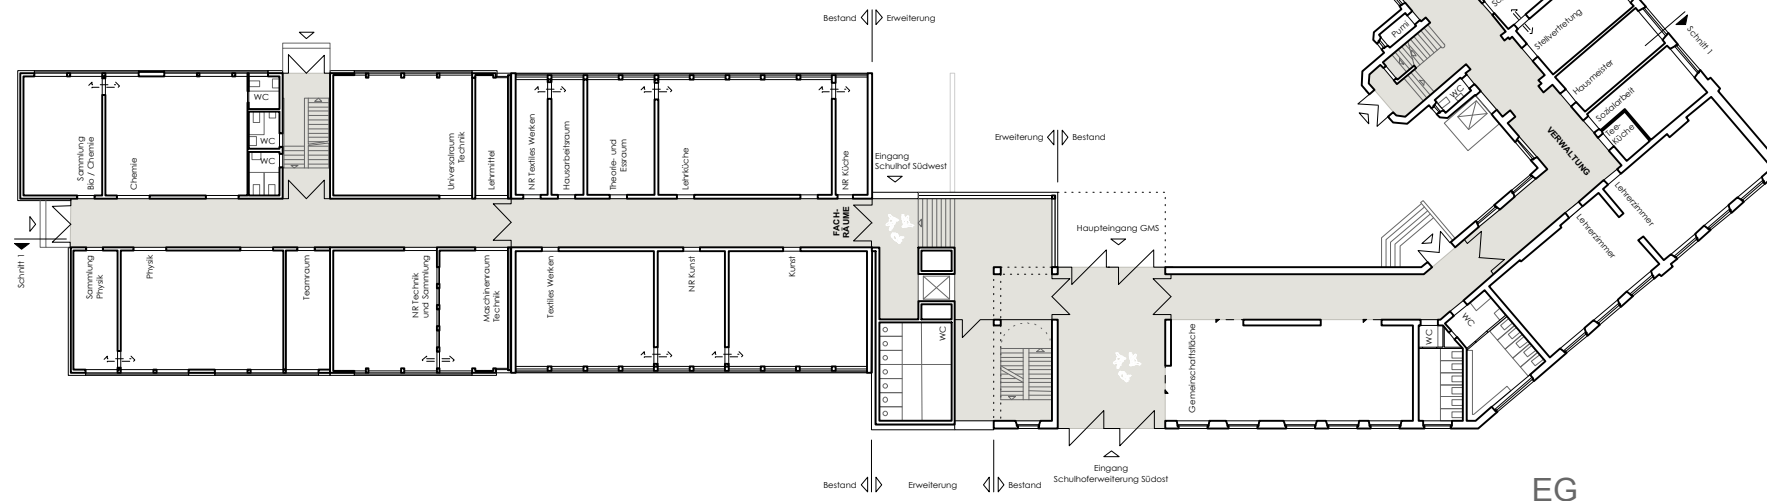 Bestand
Erweiterung
Pumi
Stellvertretung
Schnitt 1
Hausmeister
Sozialarbeit
Tee-
Küche
WC
VERWALTUNG
Lehrerzimmer
Lehrerzimmer
Sammlung
Bio / Chemie
Chemie
WC
WC
WC
Universalraum
Technik
Lehrmittel
NR Textiles Werken
Hausarbeitsraum
Theorie- und
Essraum
Lehrküche
NR Küche
Erweiterung
Bestand
Eingang
Schulhof Südwest
FACH-
RÄUME
Haupteingang GMS
Schnitt 1
Sammlung
Physik
Physik
Teamraum
NR Technik
und Sammlung
Maschinenraum
Technik
Textiles Werken
NR Kunst
Kunst
WC
Gemeinschaftsfläche
WC
WC
Eingang
Schulhoferweiterung Südost
Bestand
Erweiterung
Bestand
EG